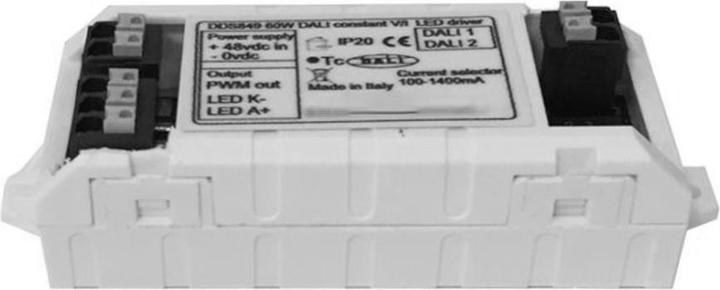 DDS849 60W DALI constant V/I LED driver
Power supply
+ 48vdc in
- 0vdc
IP20 CE
DALI 1
DALI 2
Tc DALI
Output
PWM out
LED K-
LED A+
Current selector
100-1400mA
Made in Italy